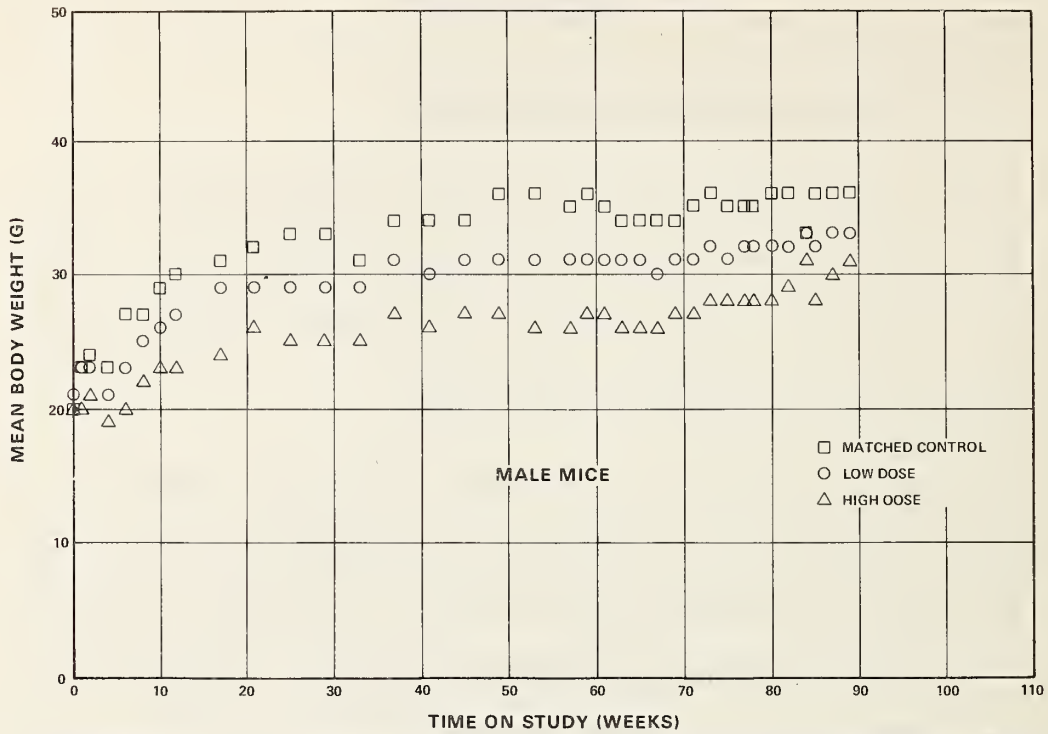 50
40
30
20
10
0
MEAN BODY WEIGHT (G)
MALE MICE
MATCHED CONTROL
LOW DOSE
HIGH OOSE
0 10 20 30 40 50 60 70 80 90 100 110
TIME ON STUDY (WEEKS)